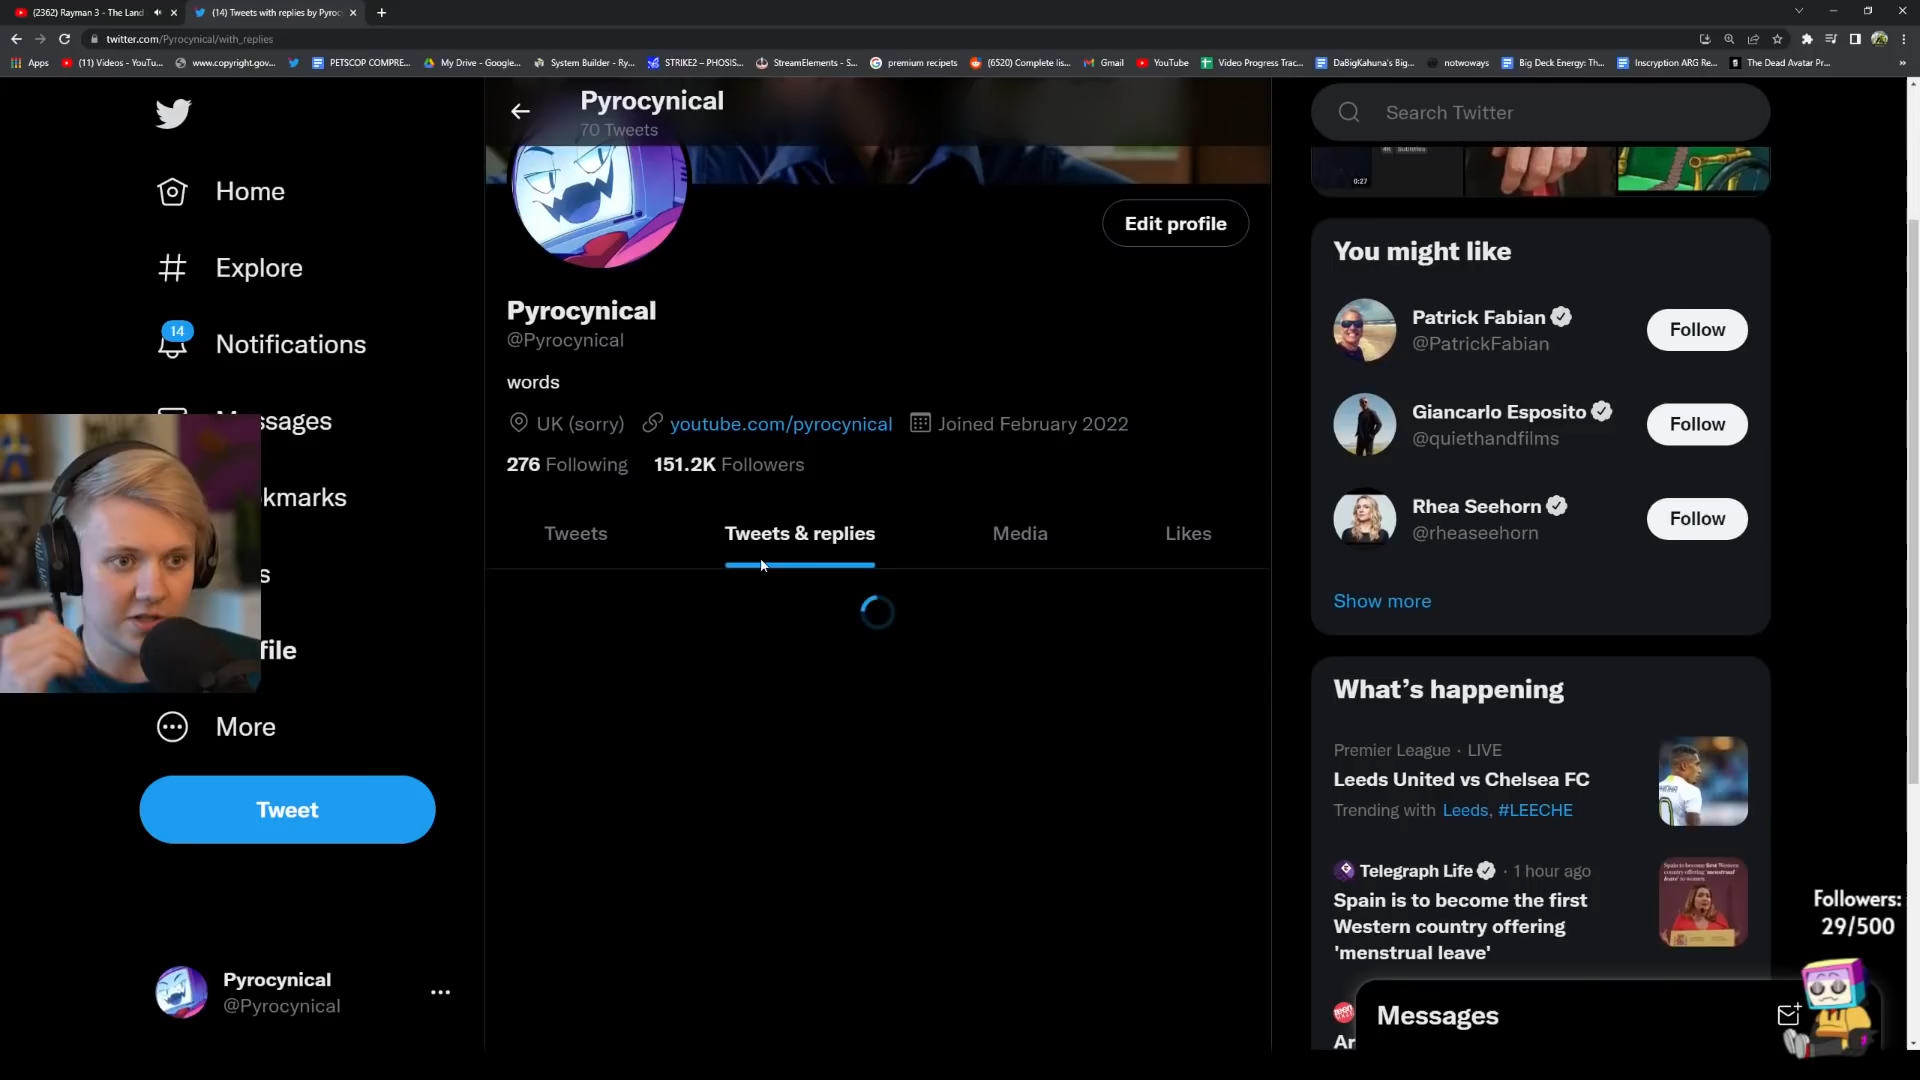 (2362) Rayman 3 - The Land
(14) Tweets with replies by Pyroc
twitter.com/Pyrocynical/with_replies
Apps
(11) Videos - YouTu...
www.copyright.gov...
PETSCOP COMPRE...
My Drive - Google...
System Builder - Ry...
STRIKE2 – PHOSIS...
StreamElements - S...
premium recipets
(6520) Complete lis...
Gmail
YouTube
Video Progress Trac...
DaBigKahuna's Big...
notwoways
Big Deck Energy: Th...
Inscryption ARG Re...
The Dead Avatar Pr...
Home
Explore
14
Notifications
ssages
kmarks
s
file
More
Tweet
Pyrocynical
@Pyrocynical
Pyrocynical
70 Tweets
Edit profile
Pyrocynical
@Pyrocynical
words
UK (sorry) youtube.com/pyrocynical Joined February 2022
276 Following 151.2K Followers
Tweets Tweets & replies Media Likes
Search Twitter
4K Subtitles
0:27
You might like
Patrick Fabian
@PatrickFabian
Follow
Giancarlo Esposito
@quiethandfilms
Follow
Rhea Seehorn
@rheaseehorn
Follow
Show more
What's happening
Premier League · LIVE
Leeds United vs Chelsea FC
Trending with Leeds, #LEECHE
Telegraph Life · 1 hour ago
Spain is to become the first
Western country offering
'menstrual leave'
Ar
Messages
Followers:
29/500